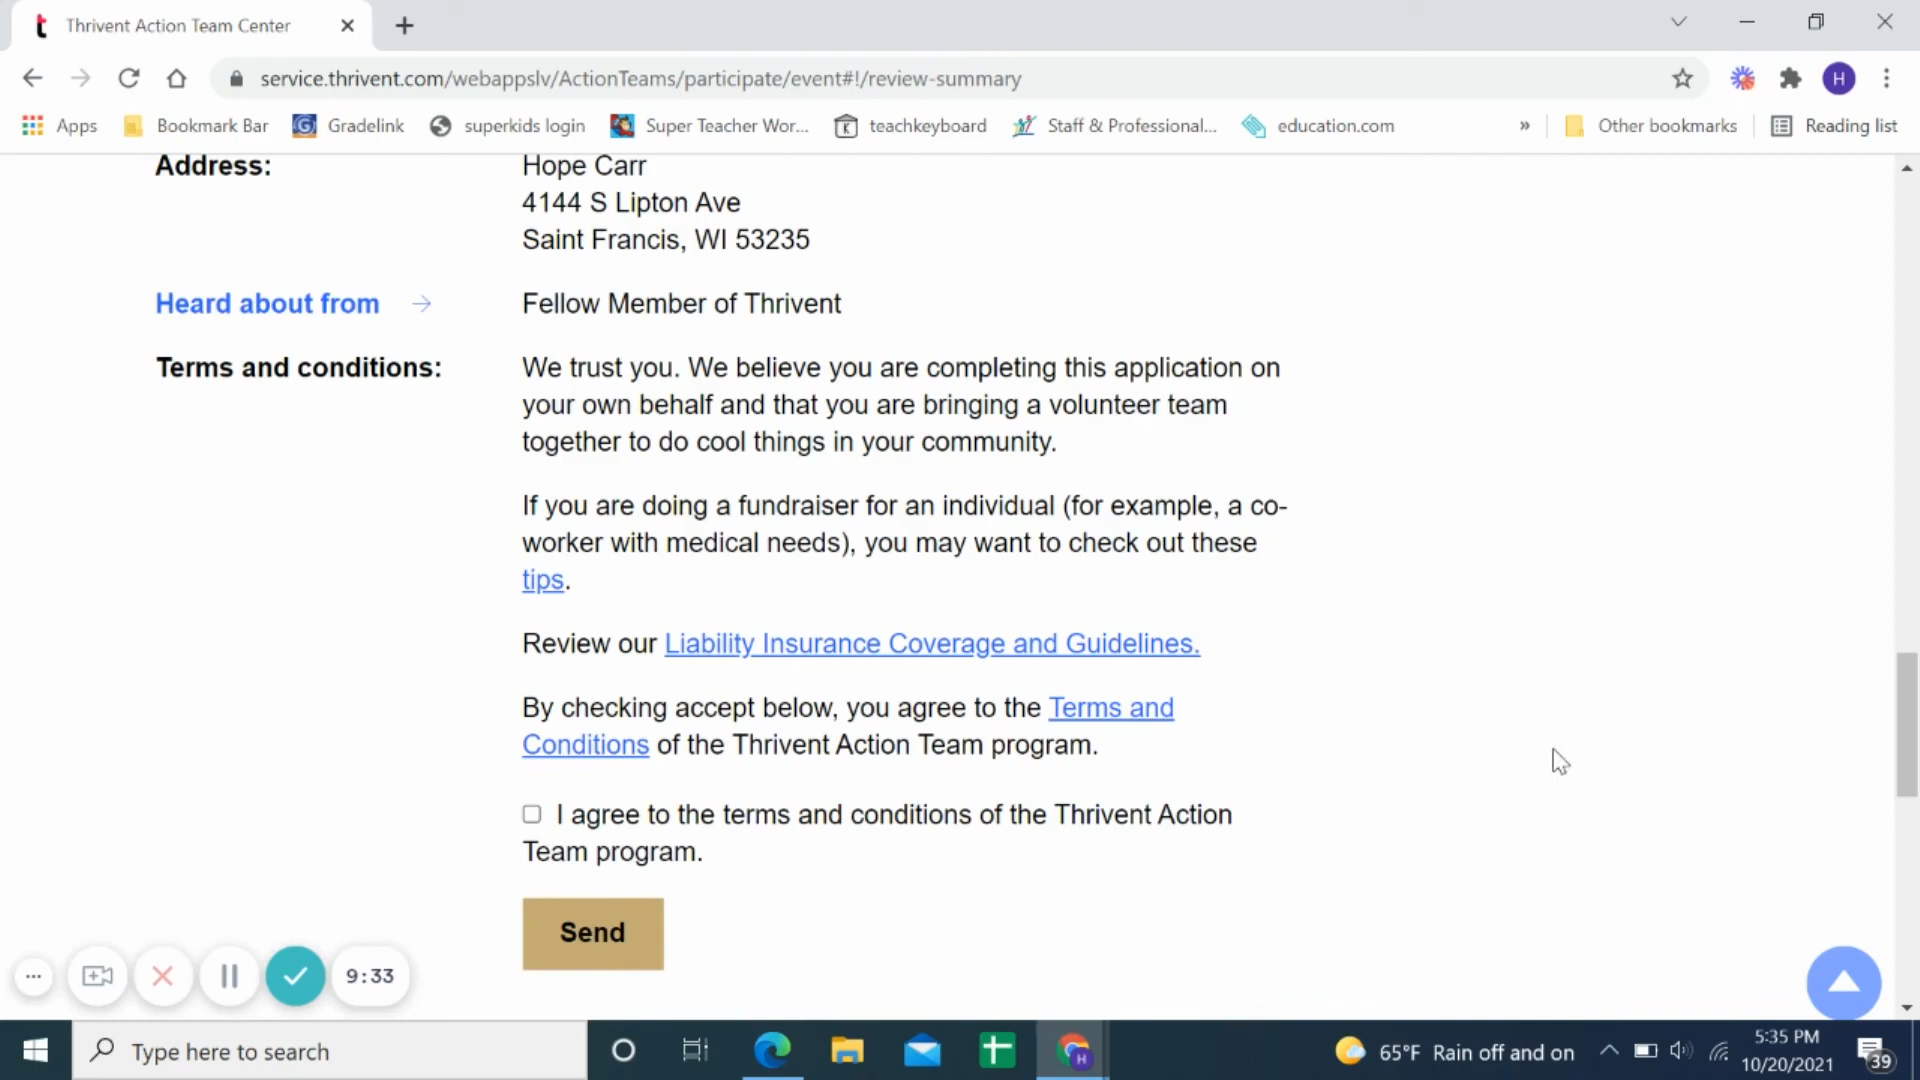 Thrivent Action Team Center
service.thrivent.com/webappslv/ActionTeams/participate/event#!/review-summary
H
Apps
Bookmark Bar
Gradelink
superkids login
Super Teacher Wor...
teachkeyboard
Staff & Professional...
education.com
»
Other bookmarks
Reading list
Address:
Hope Carr
4144 S Lipton Ave
Saint Francis, WI 53235
Heard about from →
Fellow Member of Thrivent
Terms and conditions:
We trust you. We believe you are completing this application on
your own behalf and that you are bringing a volunteer team
together to do cool things in your community.
If you are doing a fundraiser for an individual (for example, a co-
worker with medical needs), you may want to check out these
tips.
Review our Liability Insurance Coverage and Guidelines.
By checking accept below, you agree to the Terms and
Conditions of the Thrivent Action Team program.
I agree to the terms and conditions of the Thrivent Action
Team program.
Send
9:33
Type here to search
H
65°F Rain off and on
5:35 PM
10/20/2021
39